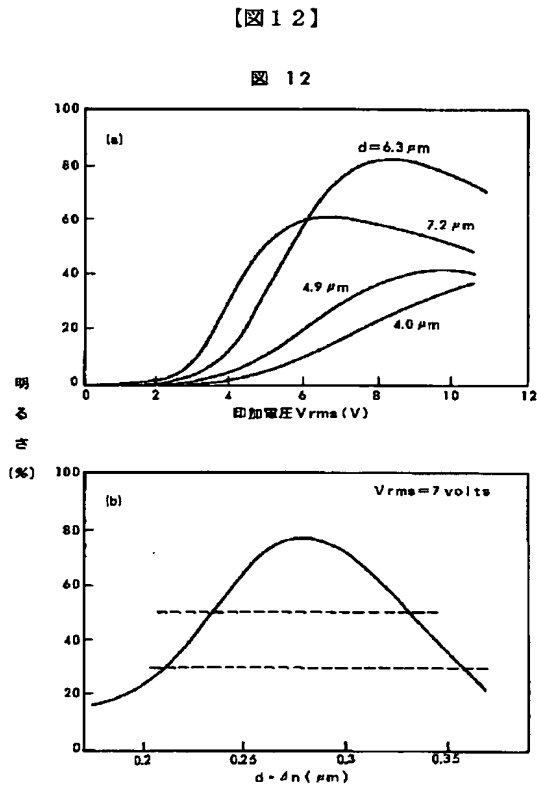 【図１２】
図 12
明るさ(%)
100
80
60
40
20
0
(a)
d=6.3 μm
7.2 μm
4.9 μm
4.0 μm
0 2 4 6 8 10 12
印加電圧Vrms(V)
100
80
60
40
20
0
(b)
Vrms=7 volts
0.2 0.25 0.3 0.35
d・Δn(μm)